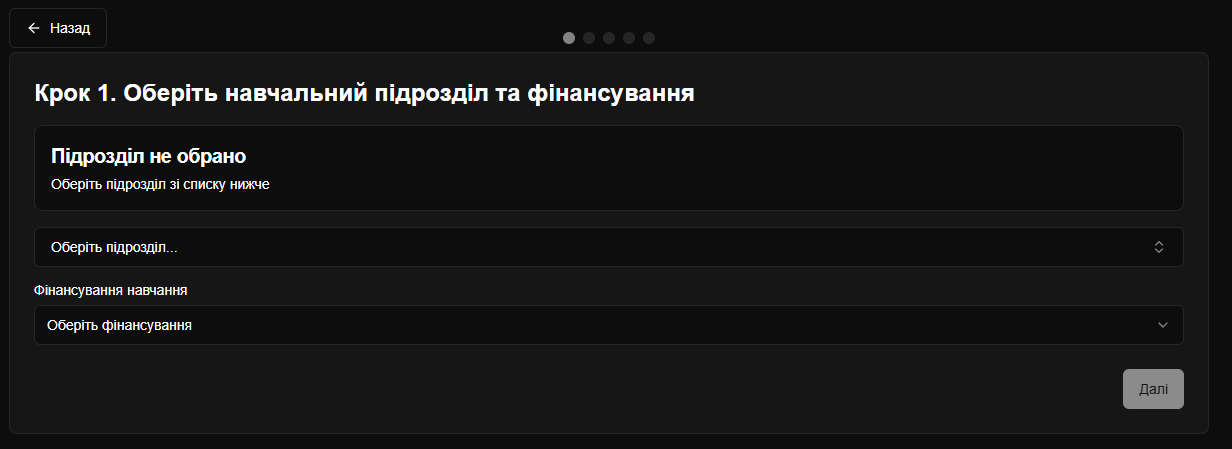 Назад
Крок 1. Оберіть навчальний підрозділ та фінансування
Підрозділ не обрано
Оберіть підрозділ зі списку нижче
Оберіть підрозділ...
Фінансування навчання
Оберіть фінансування
Далі